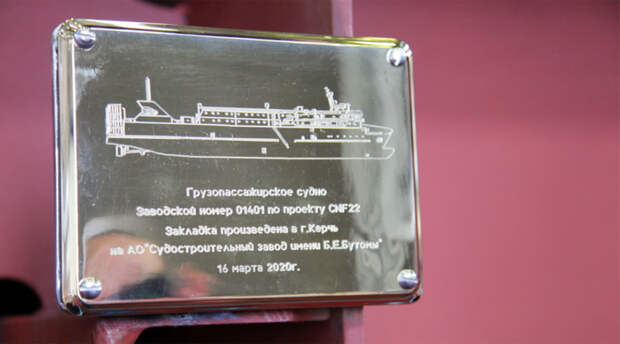 Грузопассажирское судно
Заводской номер 01401 по проекту CNF22
Закладка произведена в г.Керчь
на АО"Судостроительный завод имени Б.Е.Бутомы"
16 марта 2020г.